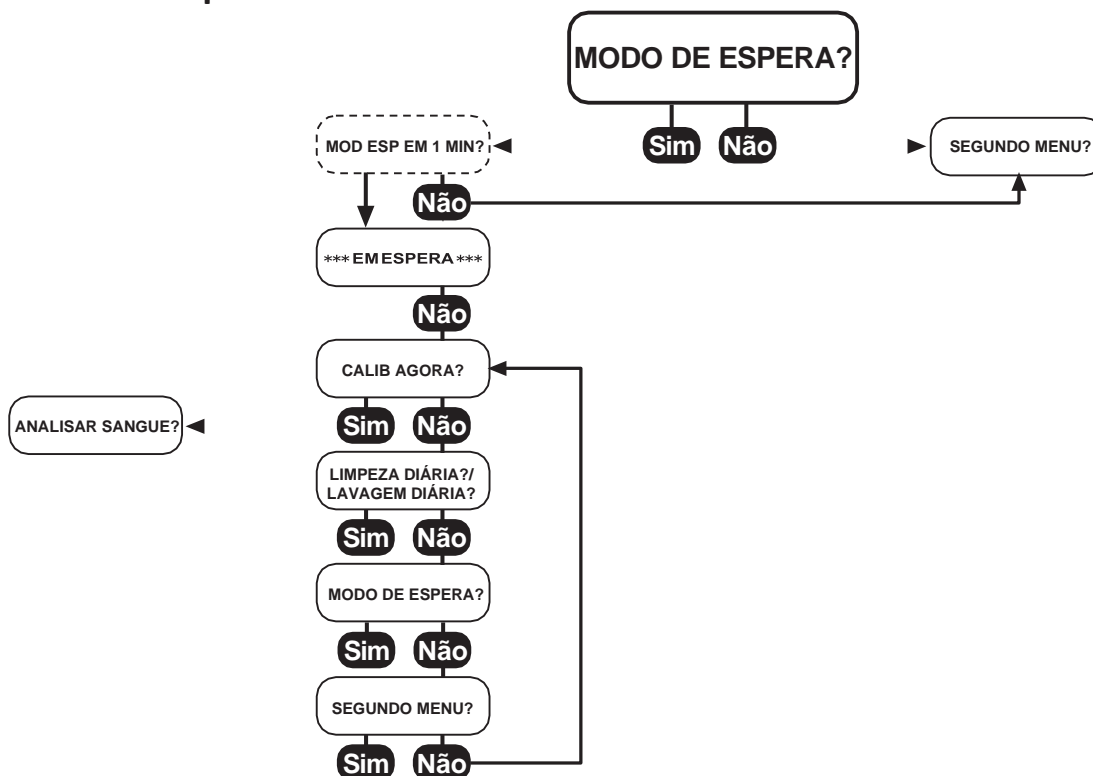 MODO DE ESPERA?
Sim Não
MOD ESP EM 1 MIN?
SEGUNDO MENU?
Não
*** EM ESPERA ***
Não
CALIB AGORA?
Sim Não
ANALISAR SANGUE?
LIMPEZA DIÁRIA?/
LAVAGEM DIÁRIA?
Sim Não
MODO DE ESPERA?
Sim Não
SEGUNDO MENU?
Sim Não